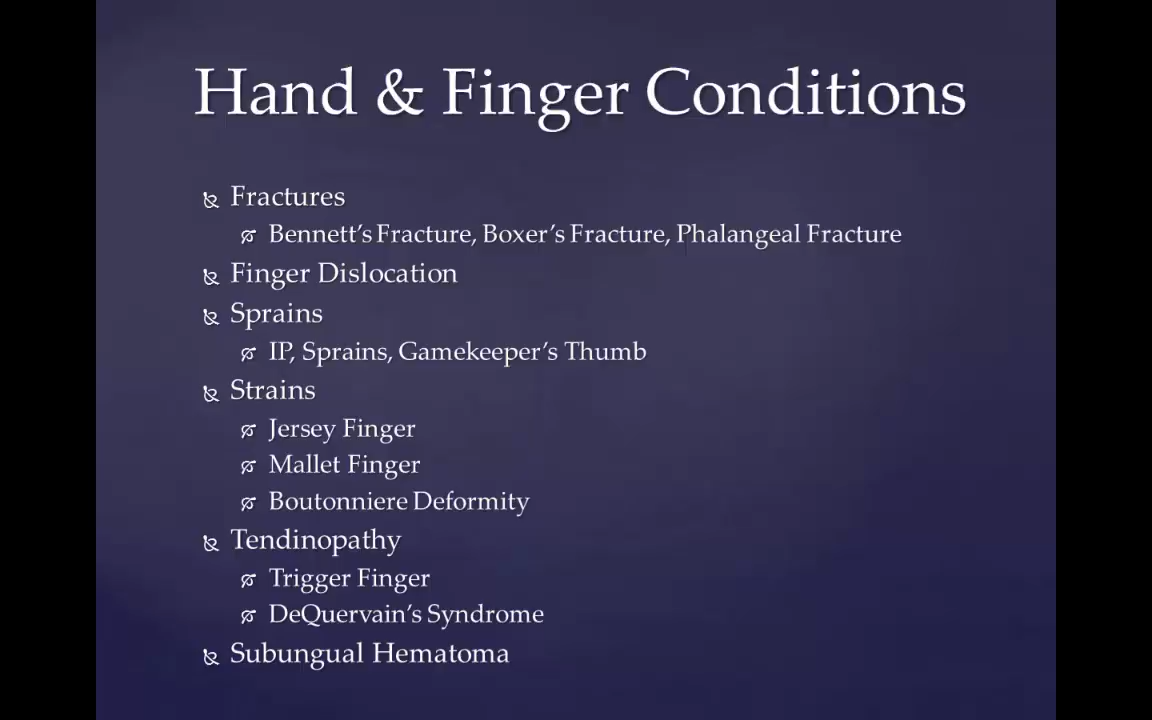 Hand & Finger Conditions
Fractures
Bennett's Fracture, Boxer's Fracture, Phalangeal Fracture
Finger Dislocation
Sprains
IP, Sprains, Gamekeeper's Thumb
Strains
Jersey Finger
Mallet Finger
Boutonniere Deformity
Tendinopathy
Trigger Finger
DeQuervain's Syndrome
Subungual Hematoma